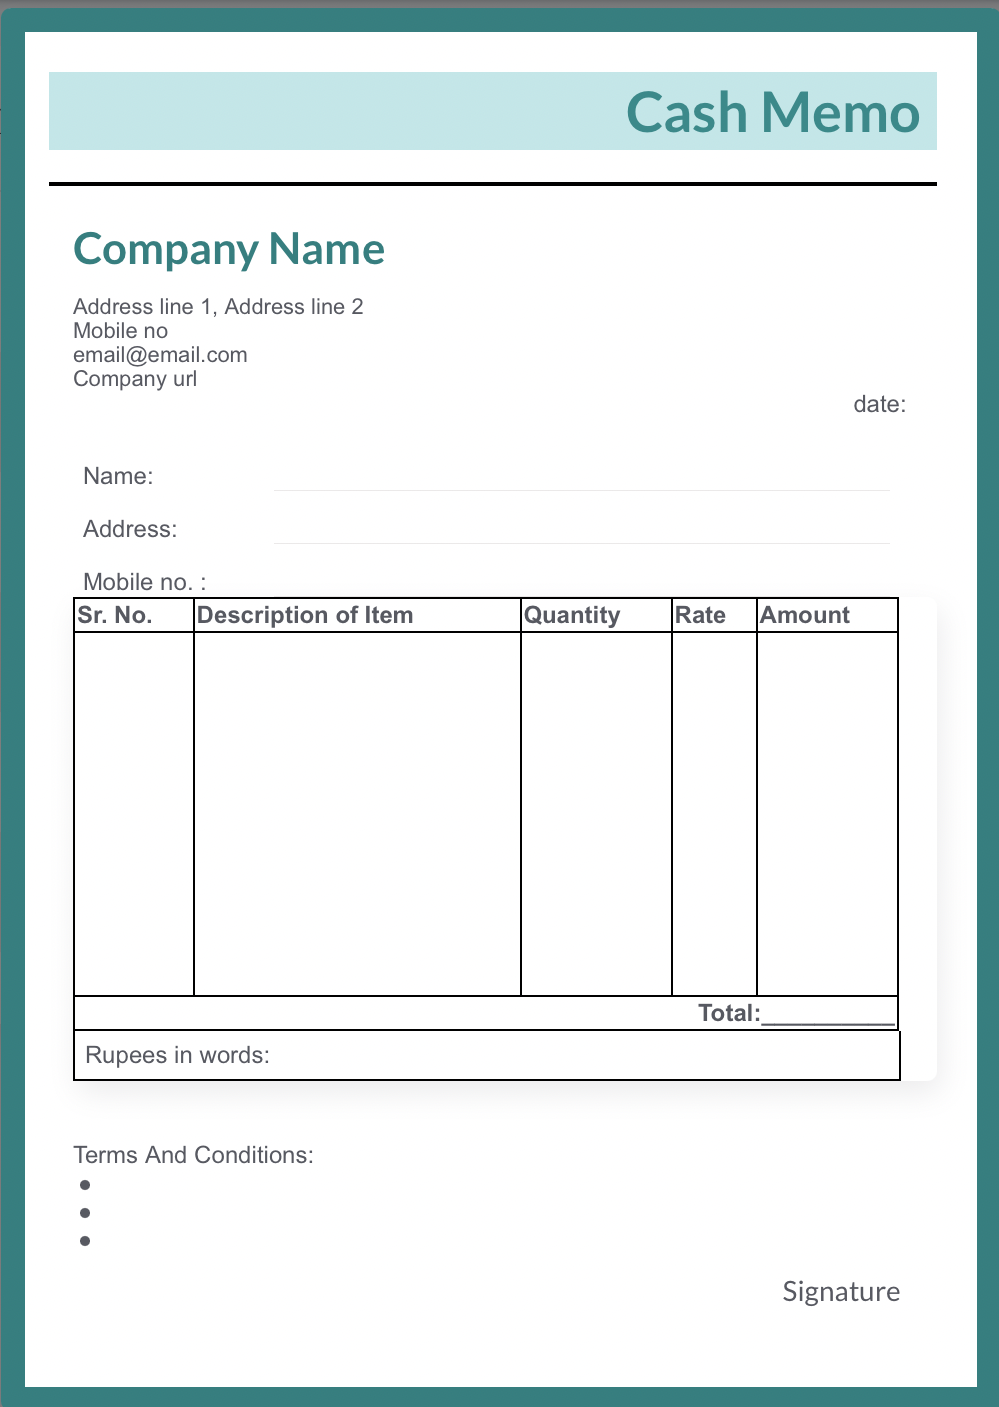 Cash Memo
Company Name
Address line 1, Address line 2
Mobile no
email@email.com
Company url
date:
Name:
Address:
Mobile no. :
Sr. No. Description of Item Quantity Rate Amount
Total:__________
Rupees in words:
Terms And Conditions:
Signature